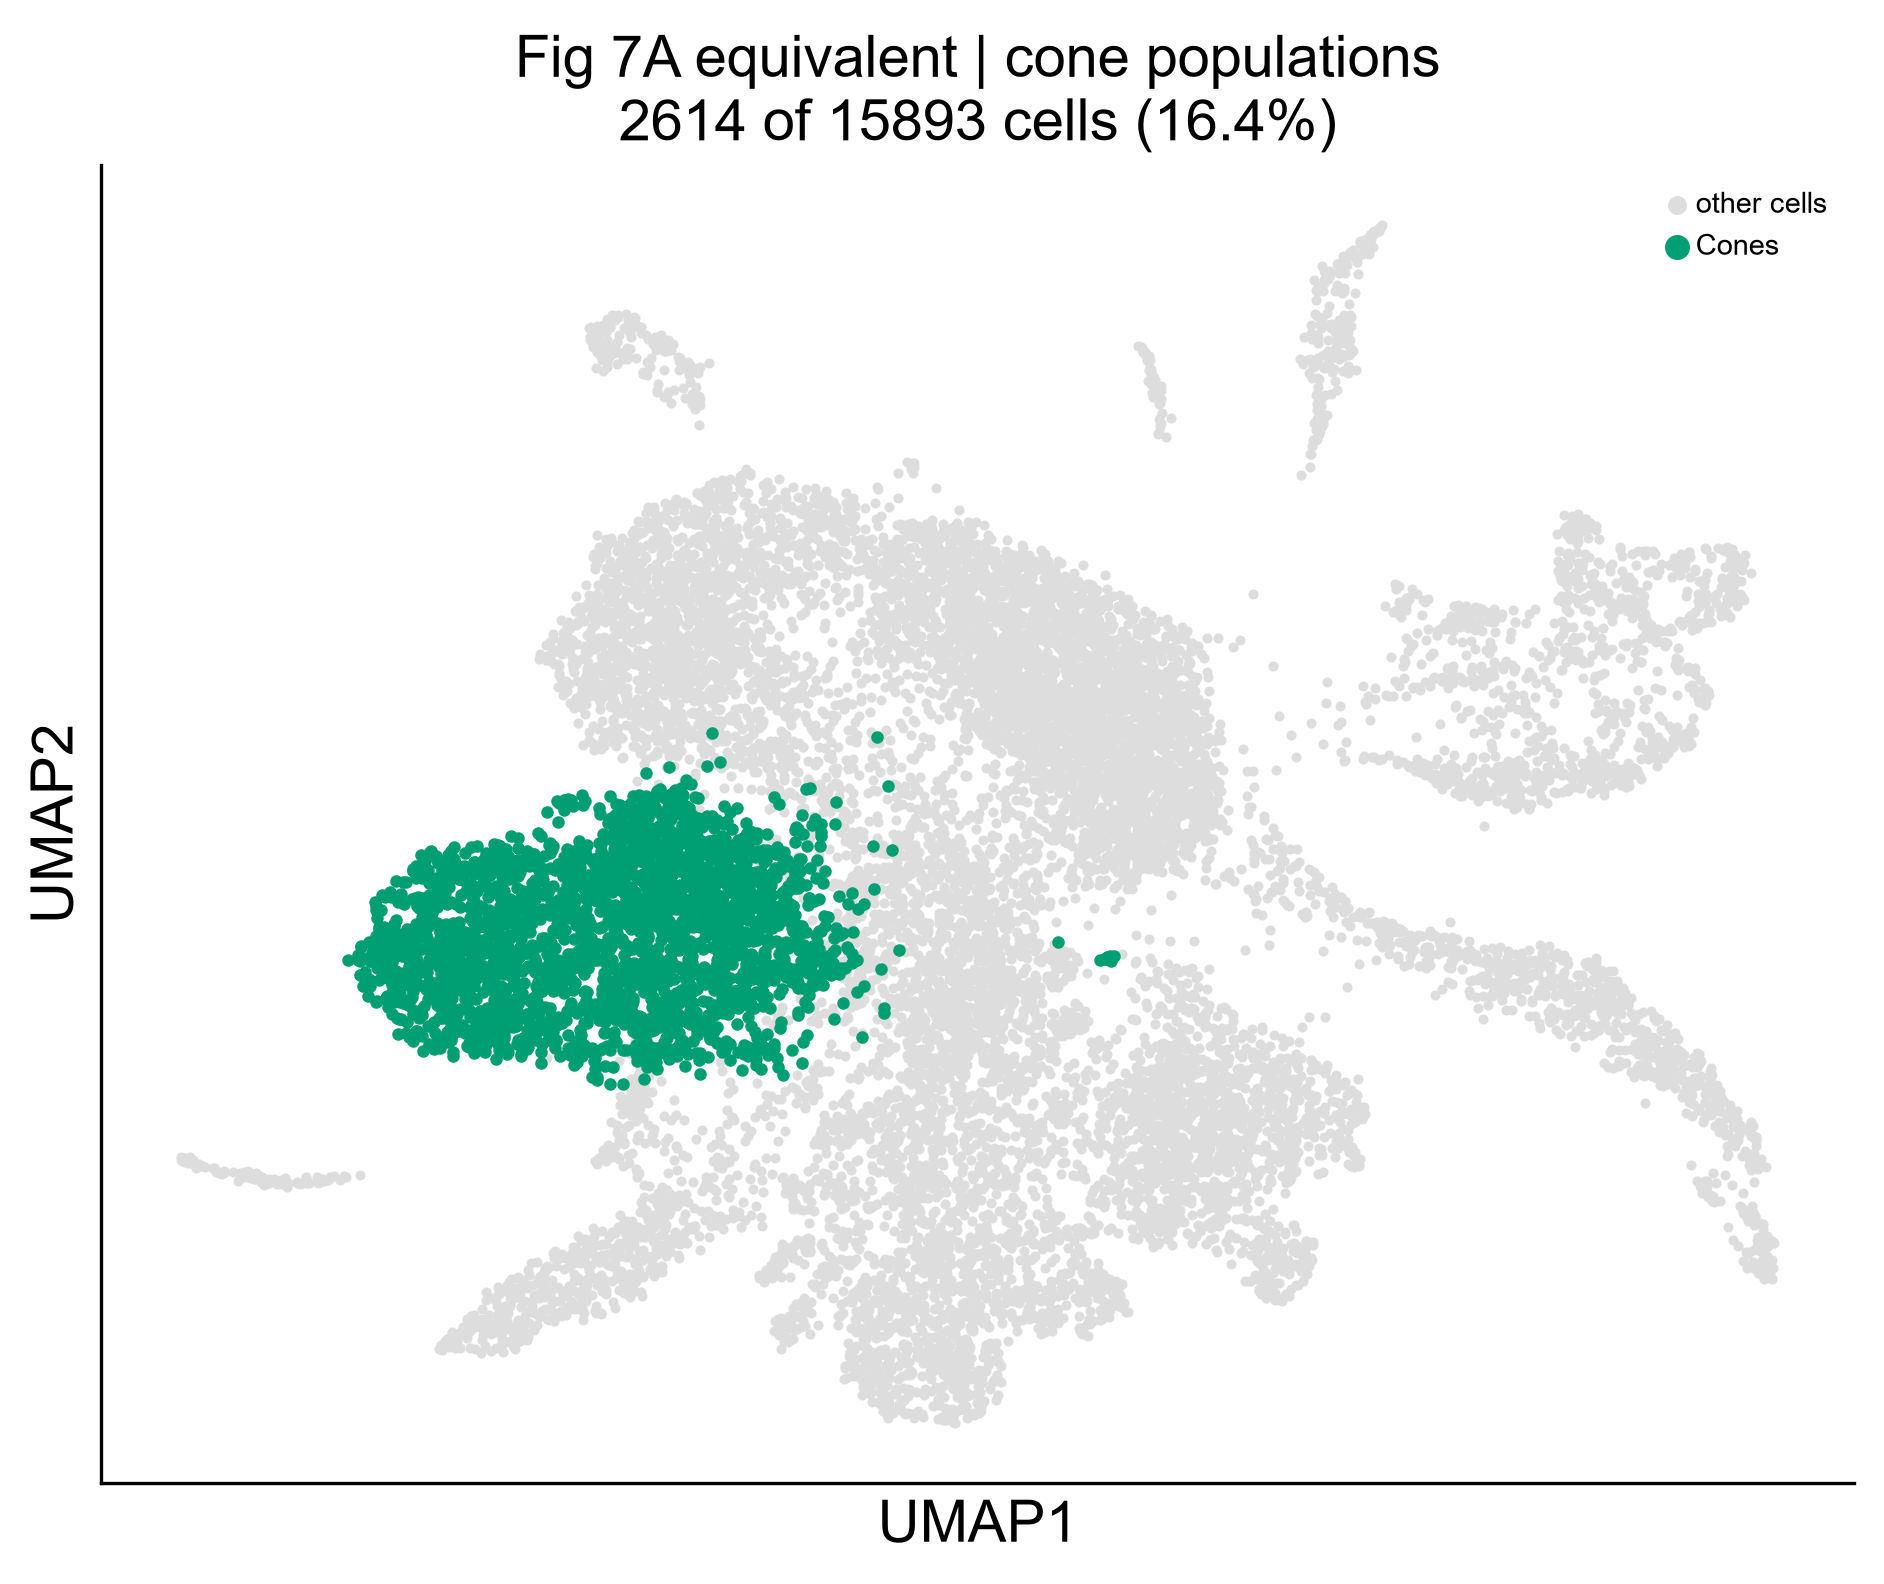 Fig 7A equivalent | cone populations
2614 of 15893 cells (16.4%)
other cells
Cones
UMAP2
UMAP1